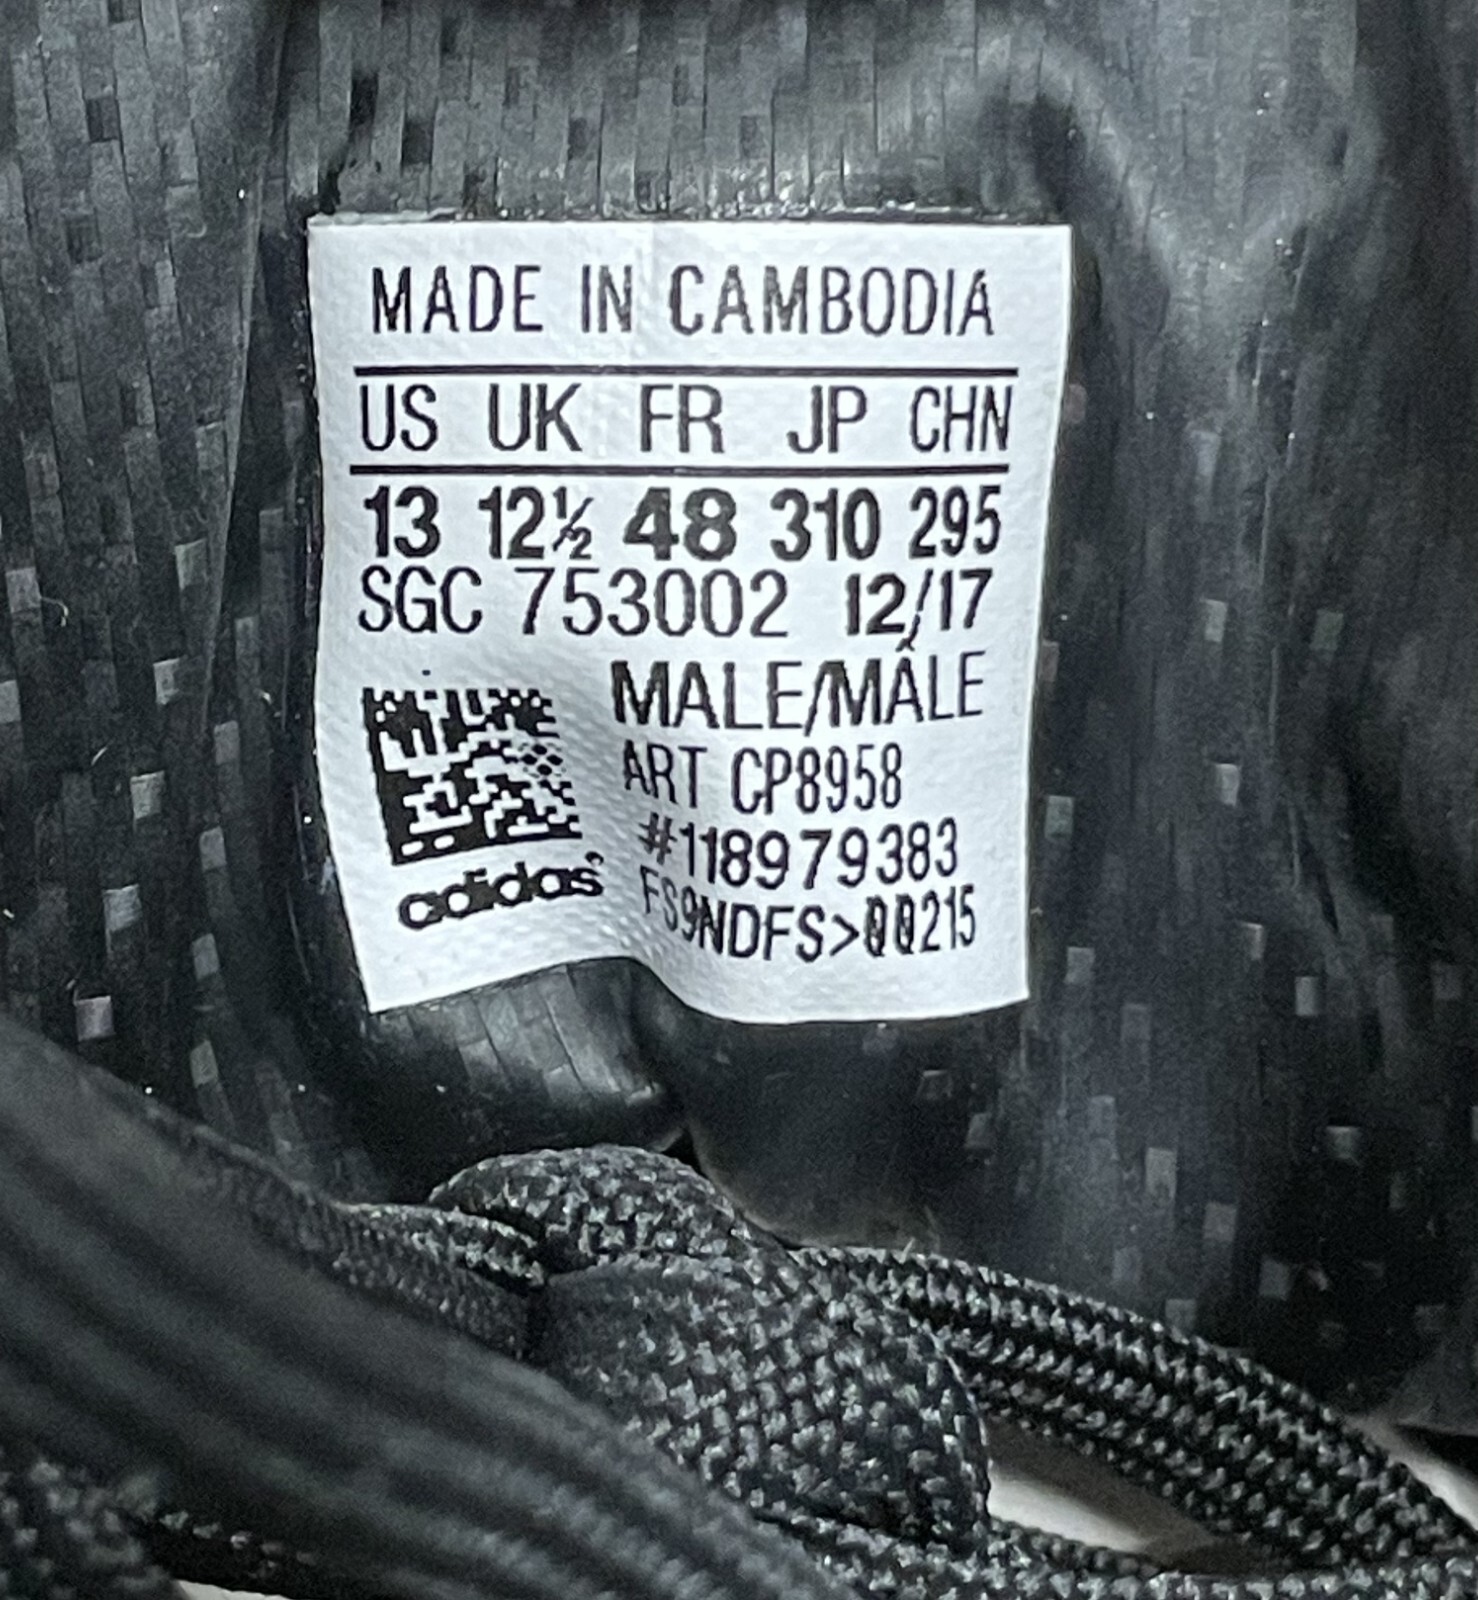 MADE IN CAMBODIA
US UK FR JP CHN
13 12½ 48 310 295
SGC 753002 12/17
MALE/MÂLE
ART CP8958
#118979383
FS9NDFS>00215
adidas